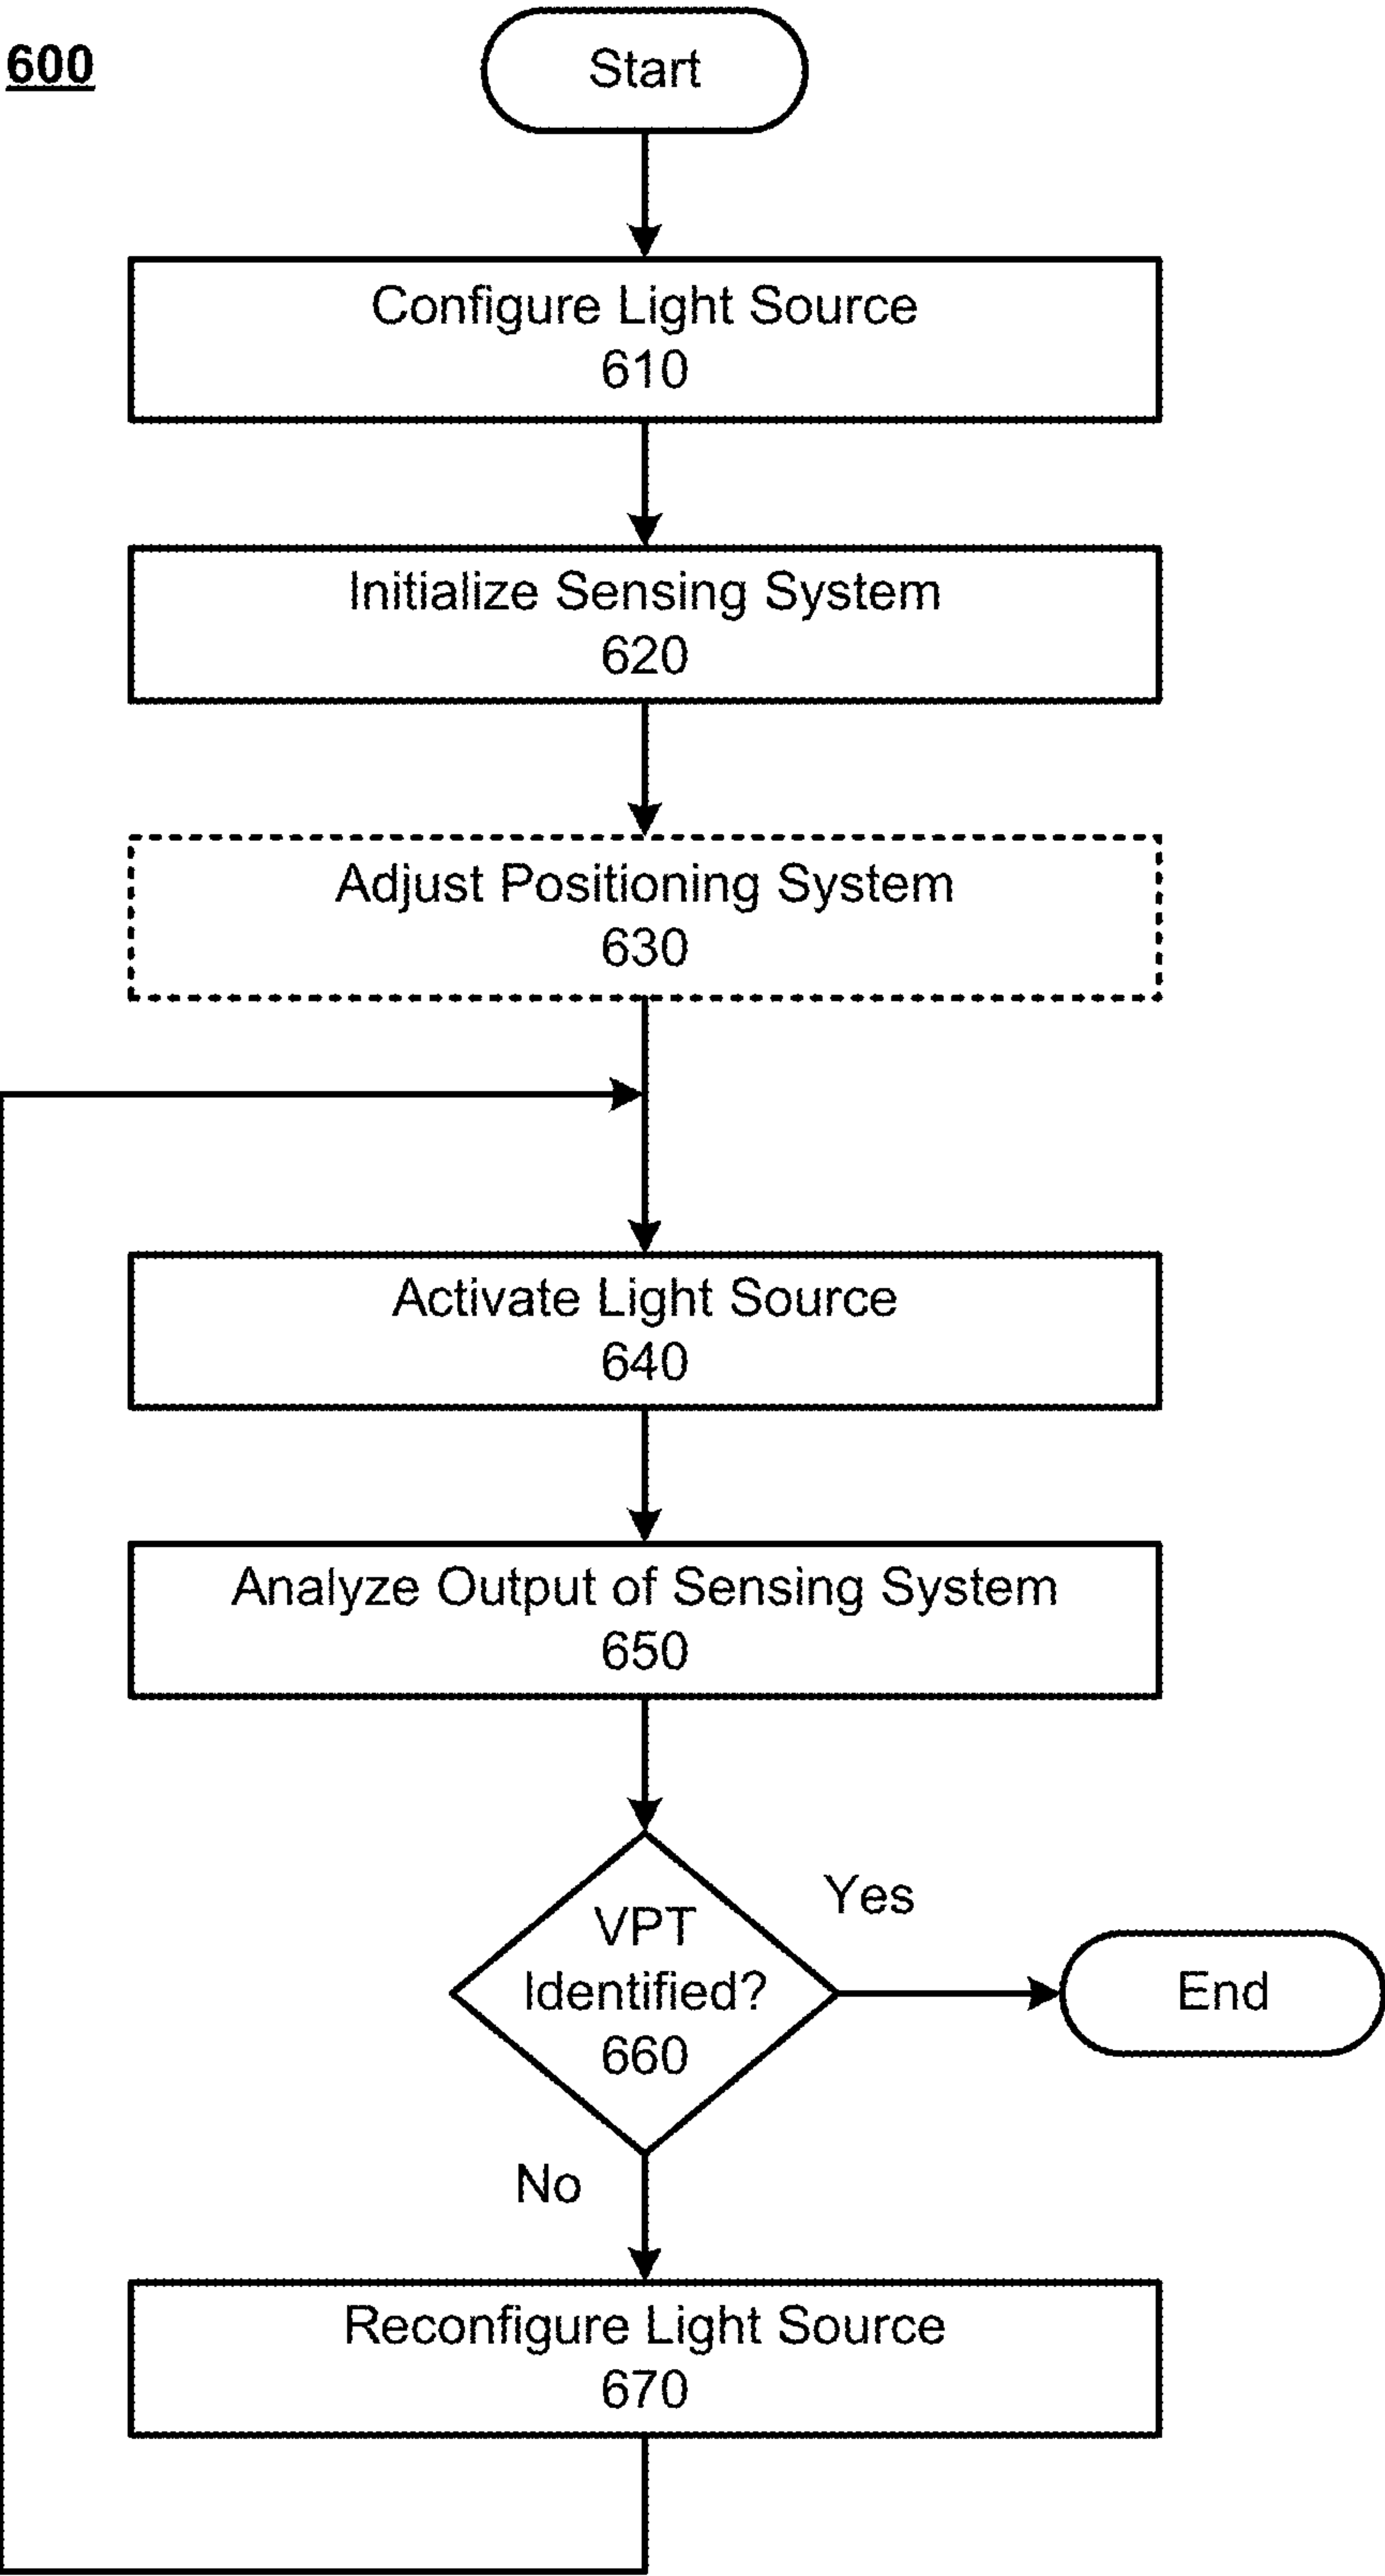 600
Start
Configure Light Source
610
Initialize Sensing System
620
Adjust Positioning System
630
Activate Light Source
640
Analyze Output of Sensing System
650
VPT
Identified?
660
Yes
End
No
Reconfigure Light Source
670